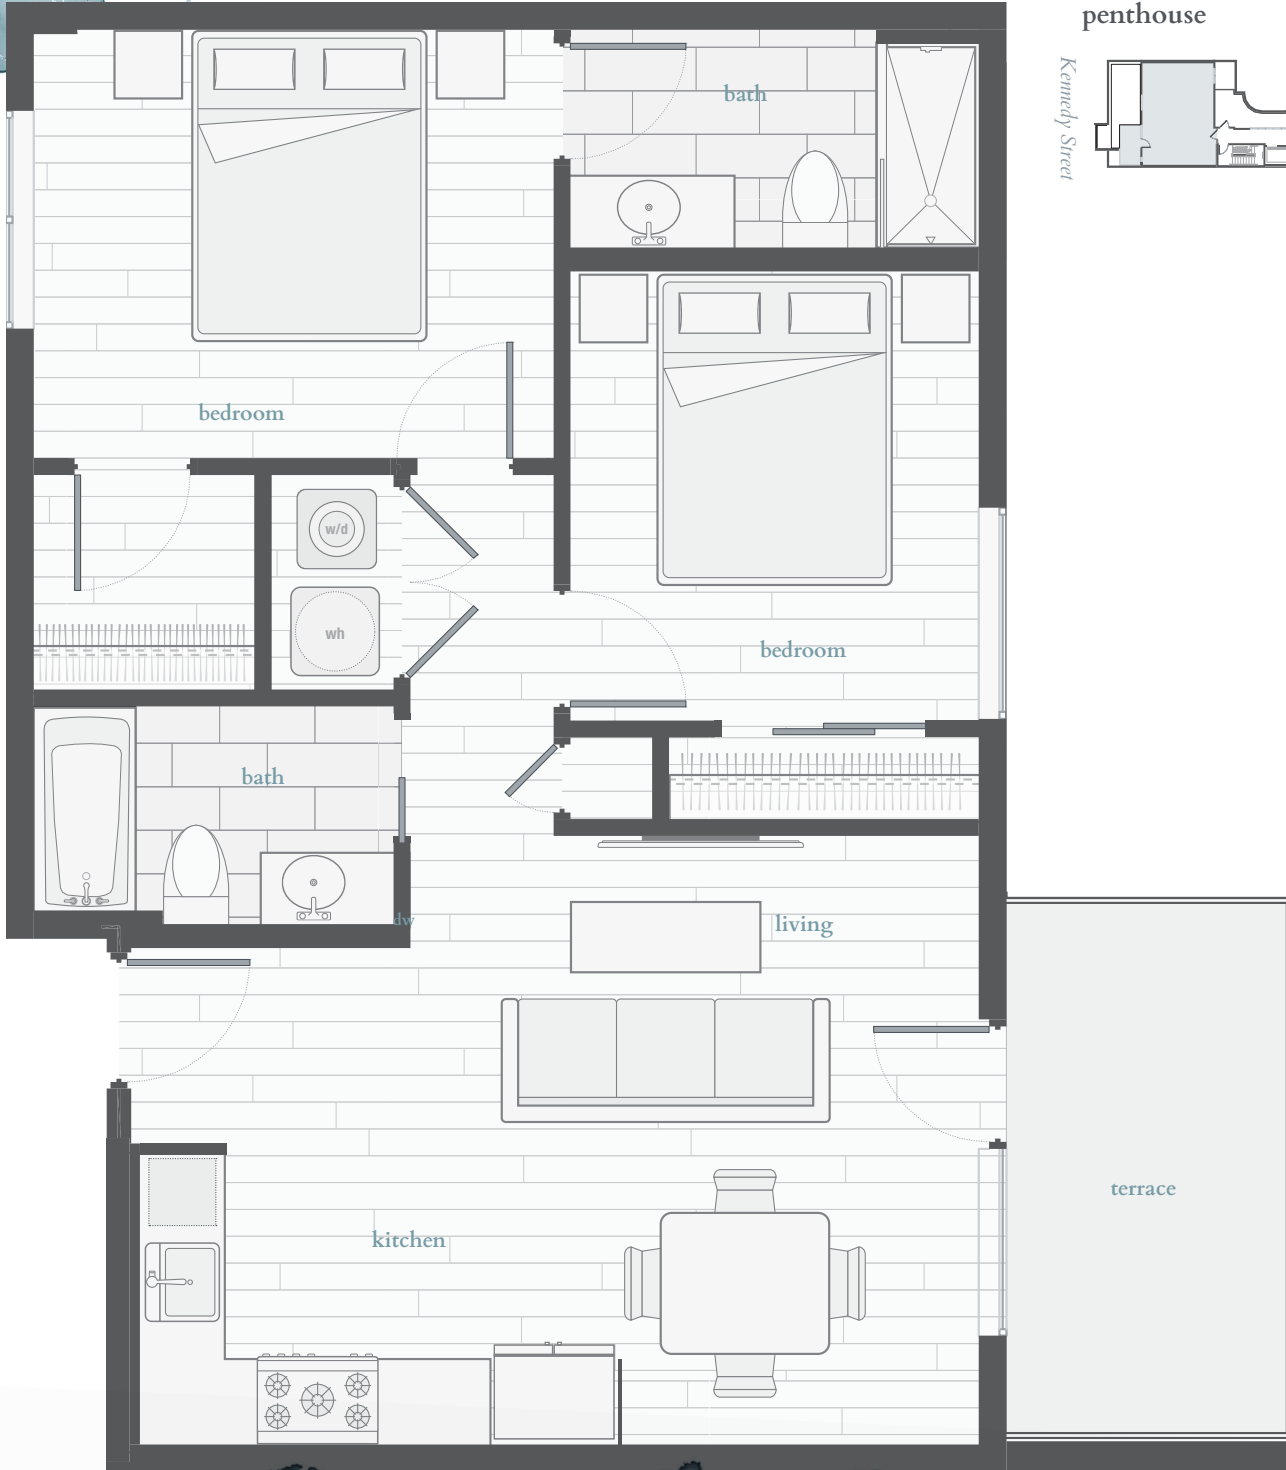 penthouse
Kennedy Street
bath
bedroom
w/d
wh
bedroom
bath
dw
living
terrace
kitchen